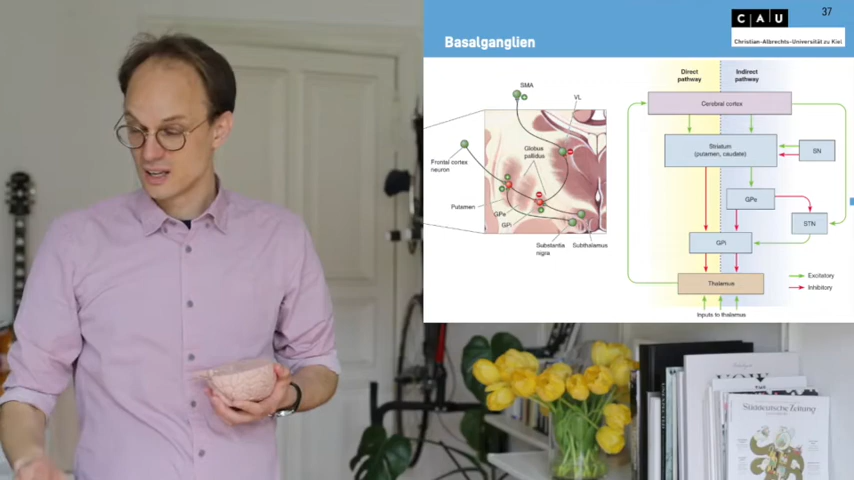 37
C A U
Christian-Albrechts-Universität zu Kiel
Basalganglien
SMA
VL
Globus
pallidus
Frontal cortex
neuron
Putamen
GPe
GPi
Substantia
nigra
Subthalamus
Direct
pathway
Indirect
pathway
Cerebral cortex
Striatum
(putamen, caudate)
SN
GPe
STN
GPi
Thalamus
Excitatory
Inhibitory
Inputs to thalamus
Süddeutsche Zeitung